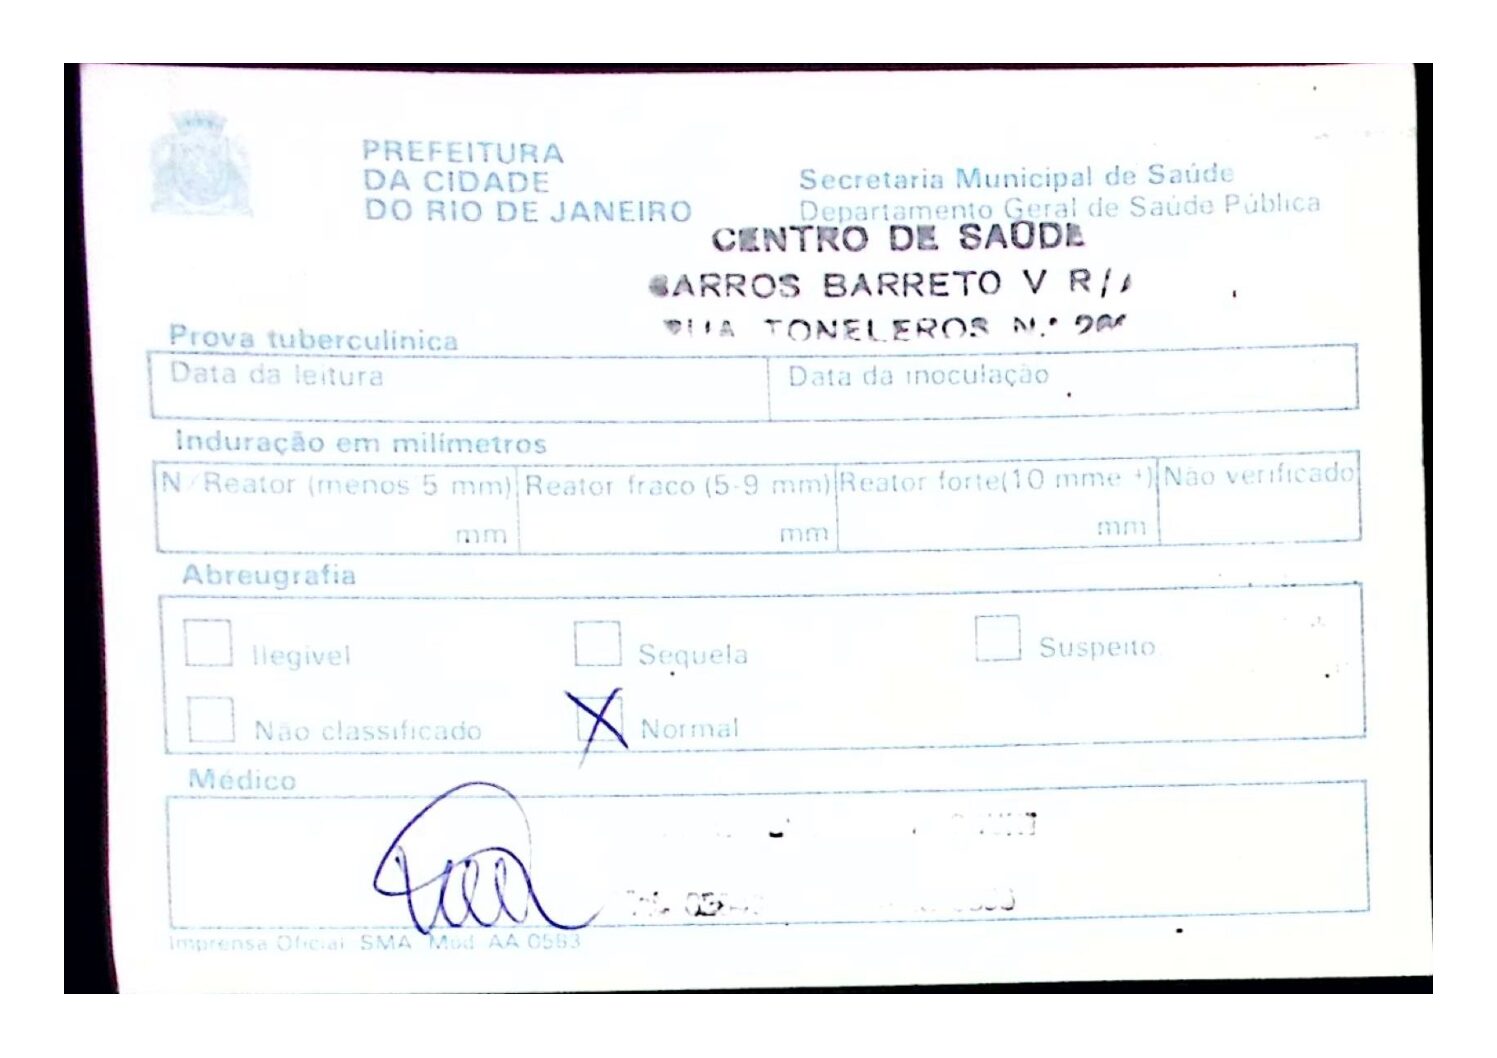 PREFEITURA
DA CIDADE
DO RIO DE JANEIRO
Secretaria Municipal de Saúde
Departamento Geral de Saúde Pública
CENTRO DE SAÚDE
BARROS BARRETO V R/A
RUA TONELEROS N.º
Prova tuberculínica
Data da leitura
Data da inoculação
Induração em milímetros
N/Reator (menos 5 mm) Reator fraco (5-9 mm) Reator forte(10 mme +) Não verificado
mm mm mm
Abreugrafia
Ilegivel Sequela Suspeito
Não classificado X Normal
Médico
Imprensa Oficial SMA Mod AA 0563